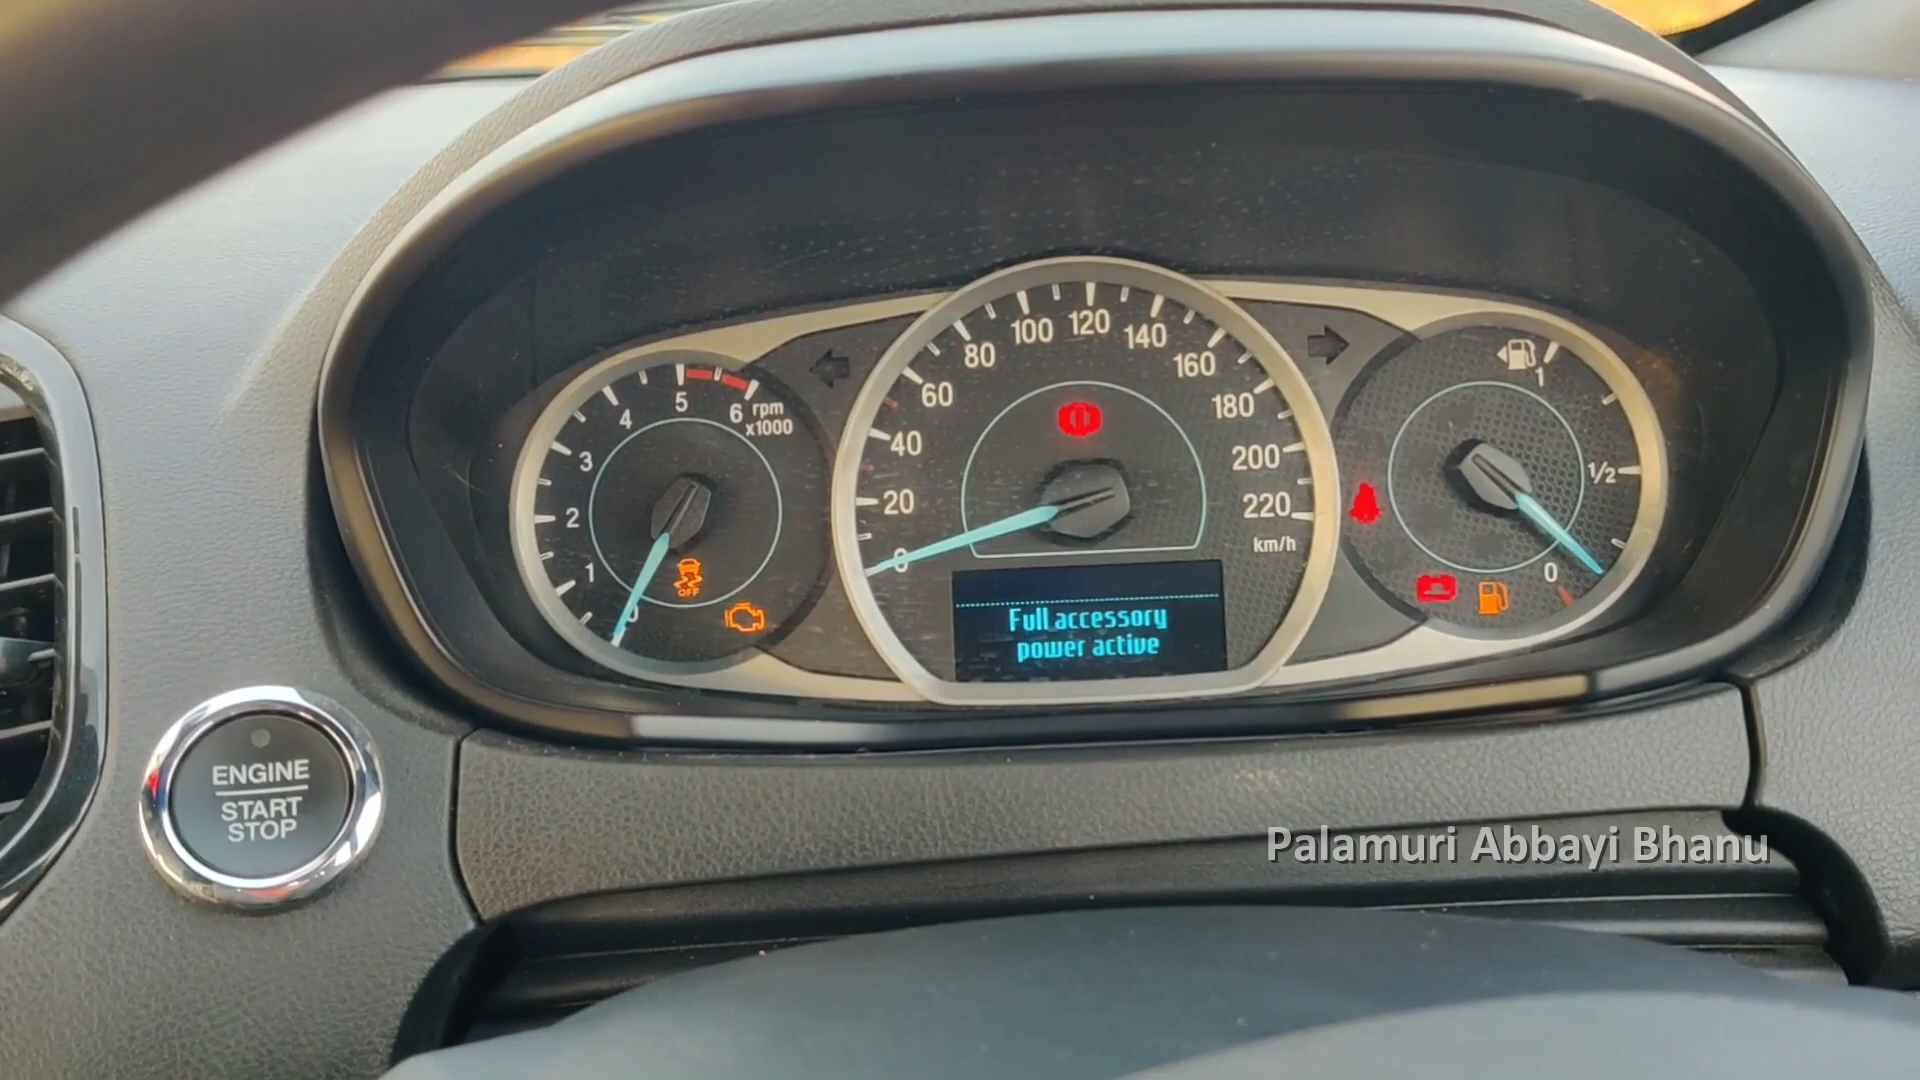 100 120 140
80 160
60 180
40 200
20 220
0 km/h
5
4 6 rpm
x1000
3
2
1
0
OFF
1
1/2
0
Full accessory
power active
ENGINE
START
STOP
Palamuri Abbayi Bhanu